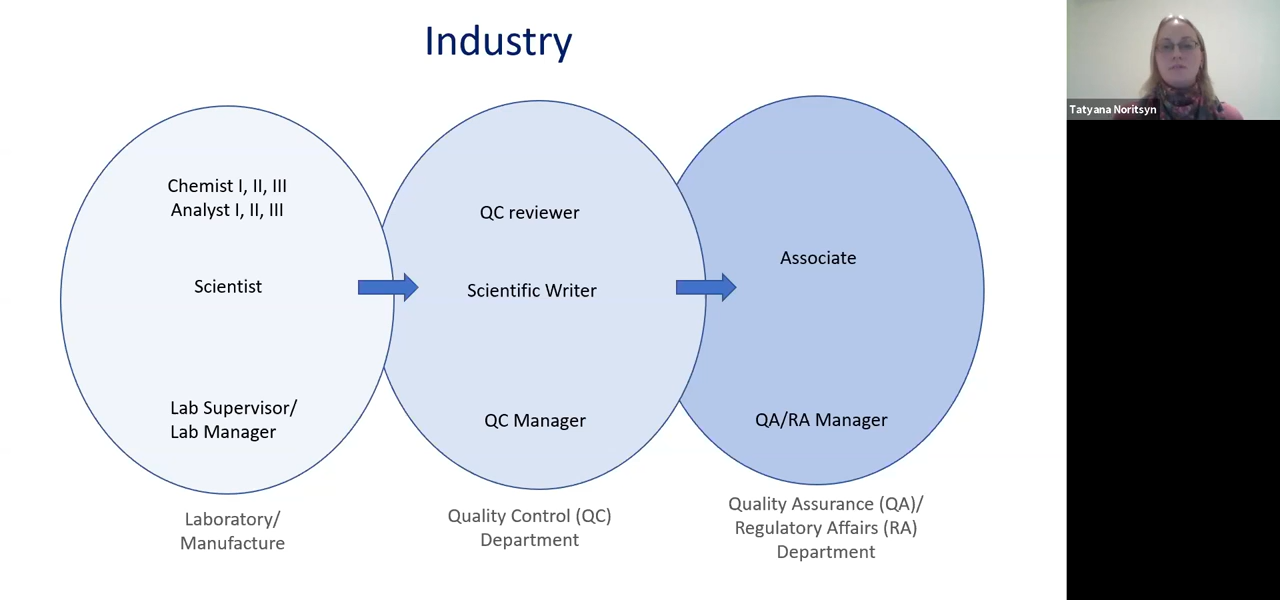 Industry
Tatyana Noritsyn
Chemist I, II, III
Analyst I, II, III
Scientist
Lab Supervisor/
Lab Manager
Laboratory/
Manufacture
QC reviewer
Scientific Writer
QC Manager
Quality Control (QC)
Department
Associate
QA/RA Manager
Quality Assurance (QA)/
Regulatory Affairs (RA)
Department